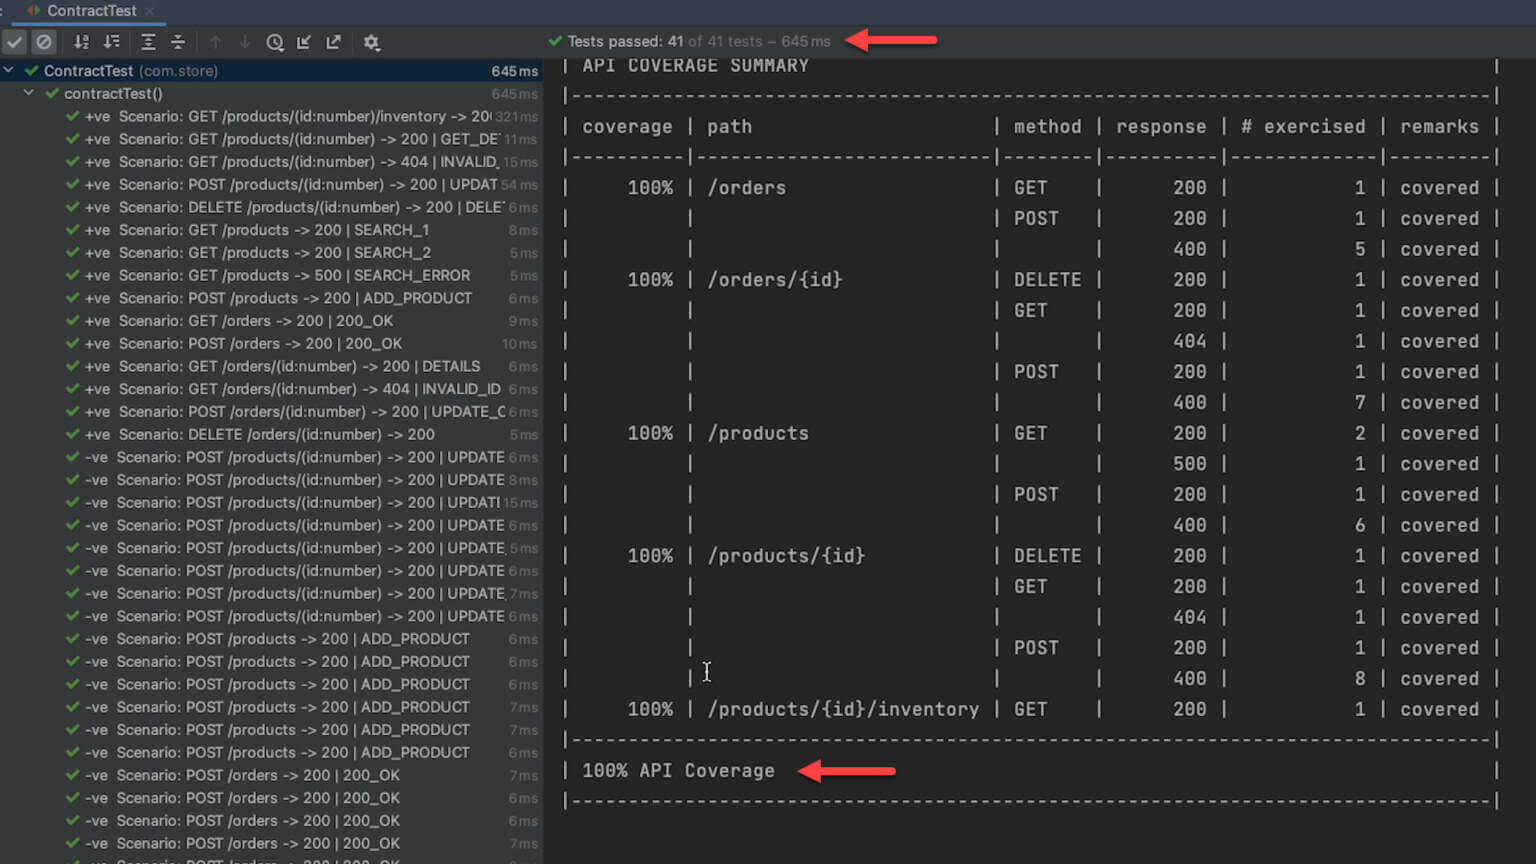 ContractTest
Tests passed: 41 of 41 tests – 645 ms
ContractTest (com.store) 645 ms
contractTest() 645 ms
+ve Scenario: GET /products/(id:number)/inventory -> 20 321 ms
+ve Scenario: GET /products/(id:number) -> 200 | GET_DE 11 ms
+ve Scenario: GET /products/(id:number) -> 404 | INVALID_ 15 ms
+ve Scenario: POST /products/(id:number) -> 200 | UPDAT 54 ms
+ve Scenario: DELETE /products/(id:number) -> 200 | DELE 6 ms
+ve Scenario: GET /products -> 200 | SEARCH_1 8 ms
+ve Scenario: GET /products -> 200 | SEARCH_2 5 ms
+ve Scenario: GET /products -> 500 | SEARCH_ERROR 5 ms
+ve Scenario: POST /products -> 200 | ADD_PRODUCT 6 ms
+ve Scenario: GET /orders -> 200 | 200_OK 9 ms
+ve Scenario: POST /orders -> 200 | 200_OK 10 ms
+ve Scenario: GET /orders/(id:number) -> 200 | DETAILS 6 ms
+ve Scenario: GET /orders/(id:number) -> 404 | INVALID_ID 6 ms
+ve Scenario: POST /orders/(id:number) -> 200 | UPDATE_ 6 ms
+ve Scenario: DELETE /orders/(id:number) -> 200 5 ms
-ve Scenario: POST /products/(id:number) -> 200 | UPDATE 6 ms
-ve Scenario: POST /products/(id:number) -> 200 | UPDATE 8 ms
-ve Scenario: POST /products/(id:number) -> 200 | UPDATE 15 ms
-ve Scenario: POST /products/(id:number) -> 200 | UPDATE 6 ms
-ve Scenario: POST /products/(id:number) -> 200 | UPDATE_ 5 ms
-ve Scenario: POST /products/(id:number) -> 200 | UPDATE 6 ms
-ve Scenario: POST /products/(id:number) -> 200 | UPDATE_ 7 ms
-ve Scenario: POST /products/(id:number) -> 200 | UPDATE 6 ms
-ve Scenario: POST /products -> 200 | ADD_PRODUCT 6 ms
-ve Scenario: POST /products -> 200 | ADD_PRODUCT 6 ms
-ve Scenario: POST /products -> 200 | ADD_PRODUCT 6 ms
-ve Scenario: POST /products -> 200 | ADD_PRODUCT 7 ms
-ve Scenario: POST /products -> 200 | ADD_PRODUCT 7 ms
-ve Scenario: POST /products -> 200 | ADD_PRODUCT 6 ms
-ve Scenario: POST /orders -> 200 | 200_OK 7 ms
-ve Scenario: POST /orders -> 200 | 200_OK 6 ms
-ve Scenario: POST /orders -> 200 | 200_OK 6 ms
-ve Scenario: POST /orders -> 200 | 200_OK 7 ms
| API COVERAGE SUMMARY |
| coverage | path | method | response | # exercised | remarks |
| 100% | /orders | GET | 200 | 1 | covered |
| | | POST | 200 | 1 | covered |
| | | | 400 | 5 | covered |
| 100% | /orders/{id} | DELETE | 200 | 1 | covered |
| | | GET | 200 | 1 | covered |
| | | | 404 | 1 | covered |
| | | POST | 200 | 1 | covered |
| | | | 400 | 7 | covered |
| 100% | /products | GET | 200 | 2 | covered |
| | | | 500 | 1 | covered |
| | | POST | 200 | 1 | covered |
| | | | 400 | 6 | covered |
| 100% | /products/{id} | DELETE | 200 | 1 | covered |
| | | GET | 200 | 1 | covered |
| | | | 404 | 1 | covered |
| | | POST | 200 | 1 | covered |
| | | | 400 | 8 | covered |
| 100% | /products/{id}/inventory | GET | 200 | 1 | covered |
| 100% API Coverage |